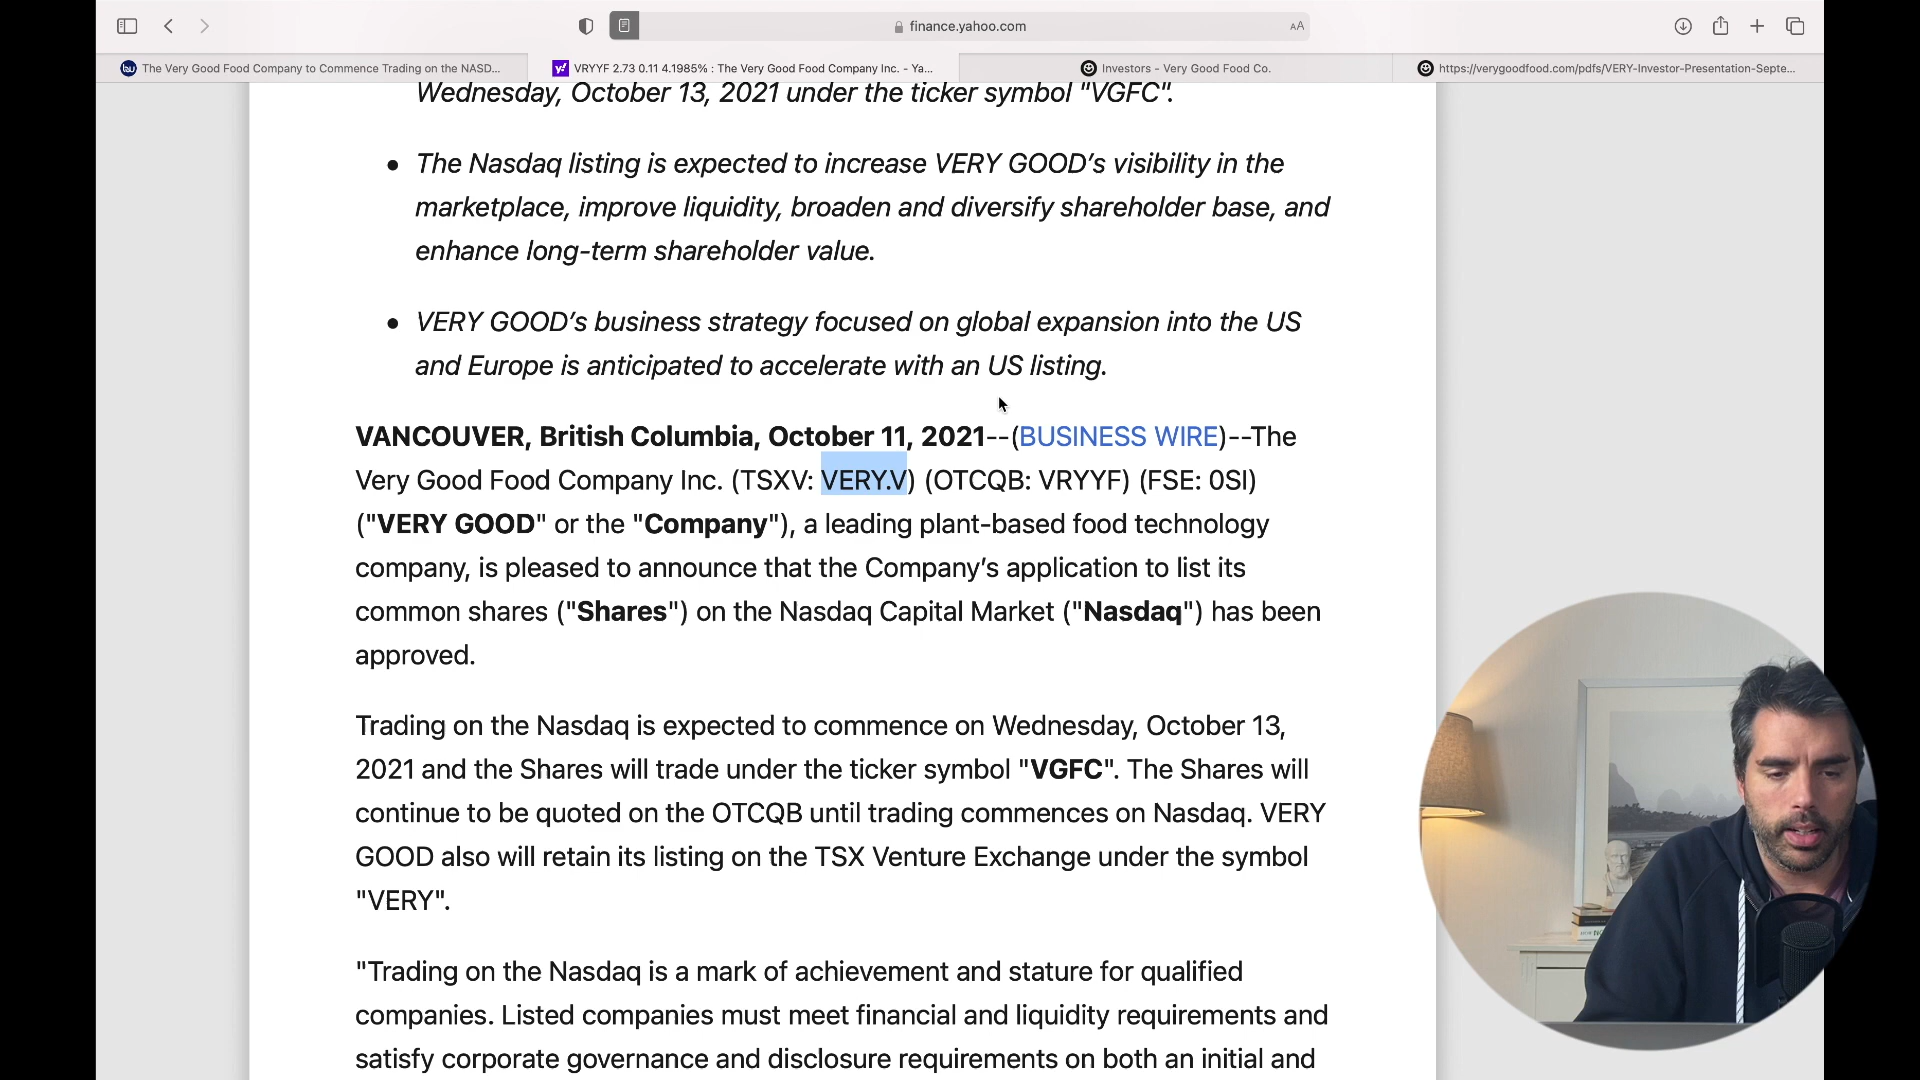 finance.yahoo.com
AA
The Very Good Food Company to Commence Trading on the NASD...
VRYYF 2.73 0.11 4.1985% : The Very Good Food Company Inc. - Ya...
Investors - Very Good Food Co.
https://verygoodfood.com/pdfs/VERY-Investor-Presentation-Septe...
Wednesday, October 13, 2021 under the ticker symbol "VGFC".
• The Nasdaq listing is expected to increase VERY GOOD’s visibility in the
marketplace, improve liquidity, broaden and diversify shareholder base, and
enhance long-term shareholder value.
• VERY GOOD’s business strategy focused on global expansion into the US
and Europe is anticipated to accelerate with an US listing.
VANCOUVER, British Columbia, October 11, 2021--(BUSINESS WIRE)--The
Very Good Food Company Inc. (TSXV: VERY.V) (OTCQB: VRYYF) (FSE: 0SI)
("VERY GOOD" or the "Company"), a leading plant-based food technology
company, is pleased to announce that the Company’s application to list its
common shares ("Shares") on the Nasdaq Capital Market ("Nasdaq") has been
approved.
Trading on the Nasdaq is expected to commence on Wednesday, October 13,
2021 and the Shares will trade under the ticker symbol "VGFC". The Shares will
continue to be quoted on the OTCQB until trading commences on Nasdaq. VERY
GOOD also will retain its listing on the TSX Venture Exchange under the symbol
"VERY".
"Trading on the Nasdaq is a mark of achievement and stature for qualified
companies. Listed companies must meet financial and liquidity requirements and
satisfy corporate governance and disclosure requirements on both an initial and